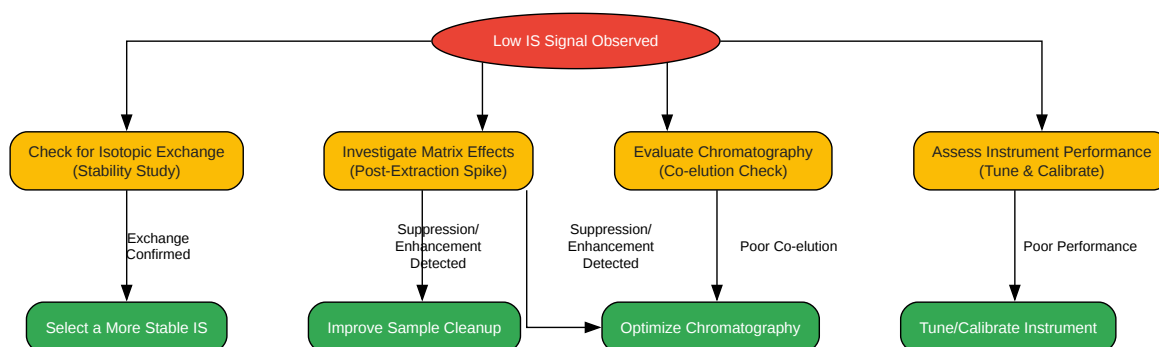 Low IS Signal Observed
Check for Isotopic Exchange
(Stability Study)
Investigate Matrix Effects
(Post-Extraction Spike)
Evaluate Chromatography
(Co-elution Check)
Assess Instrument Performance
(Tune & Calibrate)
Exchange
Confirmed
Suppression/
Enhancement
Detected
Suppression/
Enhancement
Detected
Poor Co-elution
Poor Performance
Select a More Stable IS
Improve Sample Cleanup
Optimize Chromatography
Tune/Calibrate Instrument